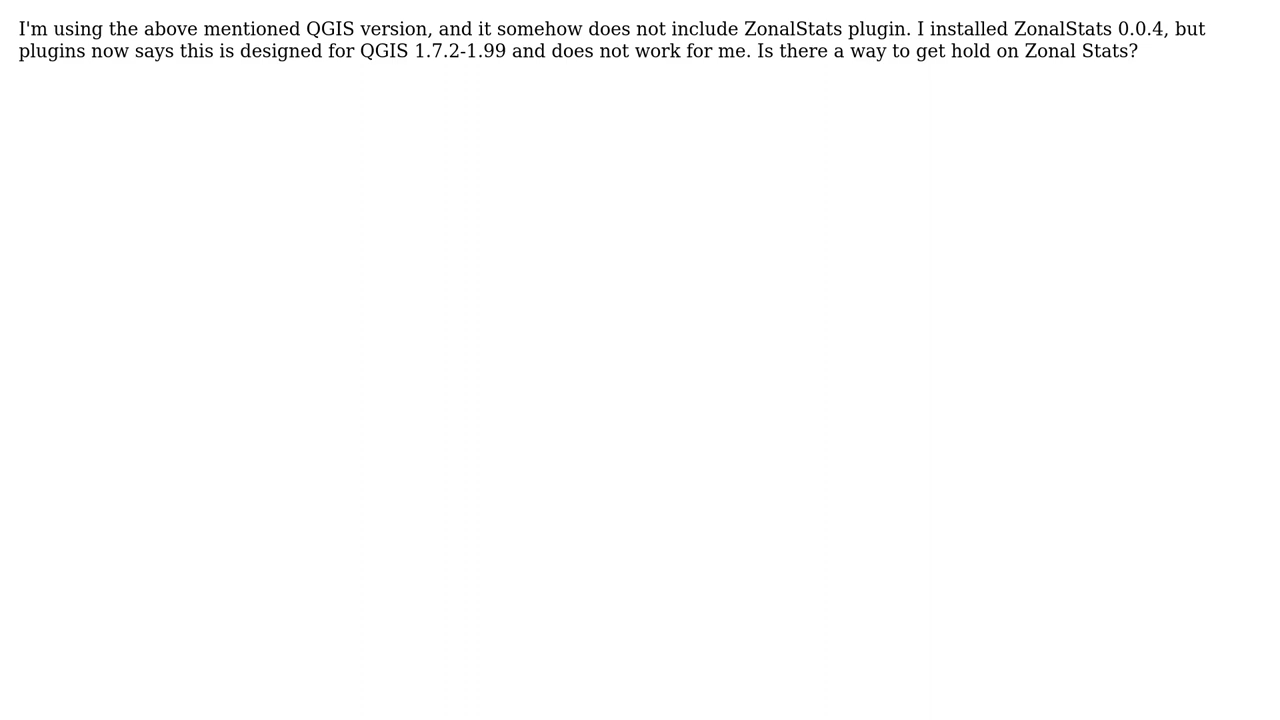 I'm using the above mentioned QGIS version, and it somehow does not include ZonalStats plugin. I installed ZonalStats 0.0.4, but
plugins now says this is designed for QGIS 1.7.2-1.99 and does not work for me. Is there a way to get hold on Zonal Stats?